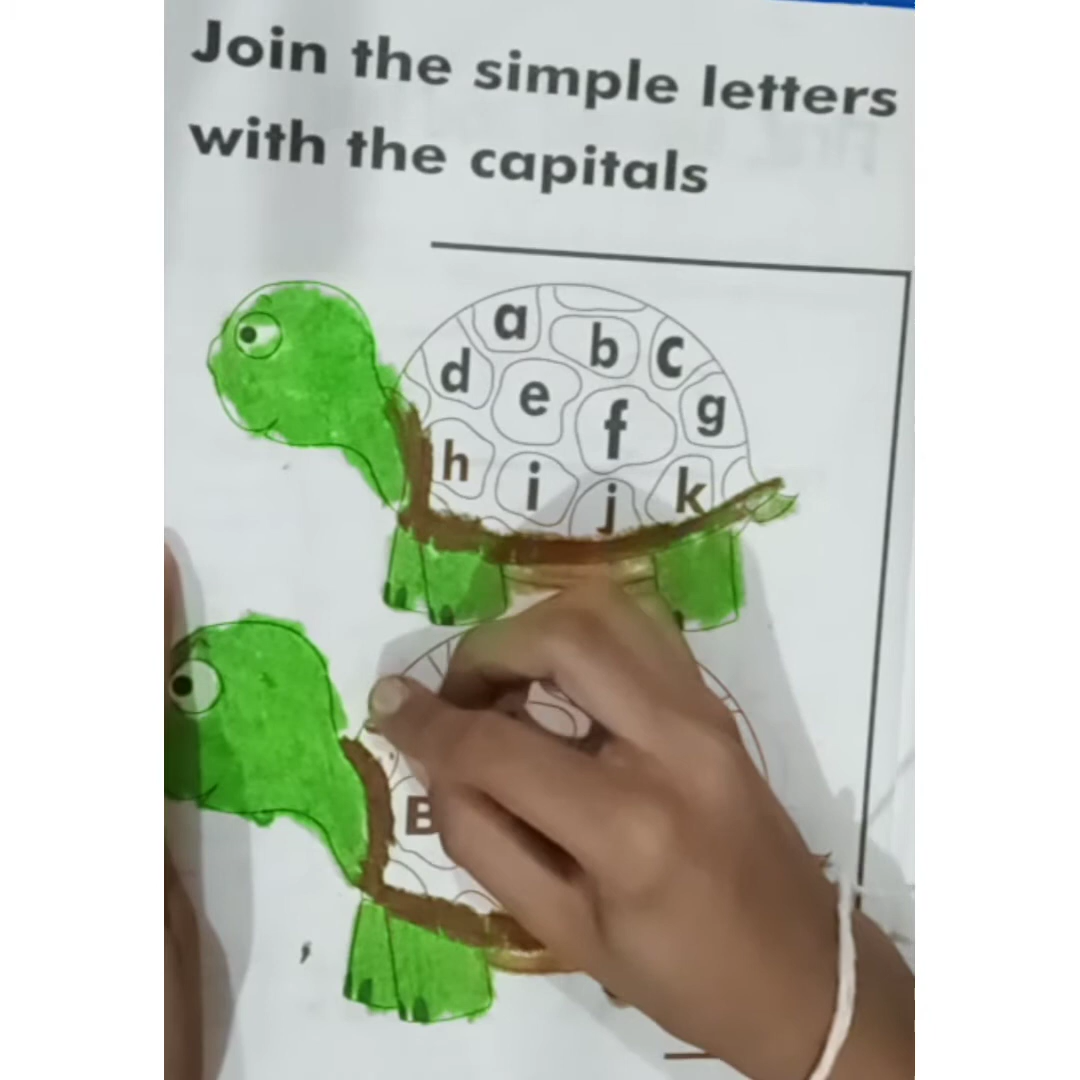 Join the simple letters
with the capitals
a b c
d e f g
h i j k
B